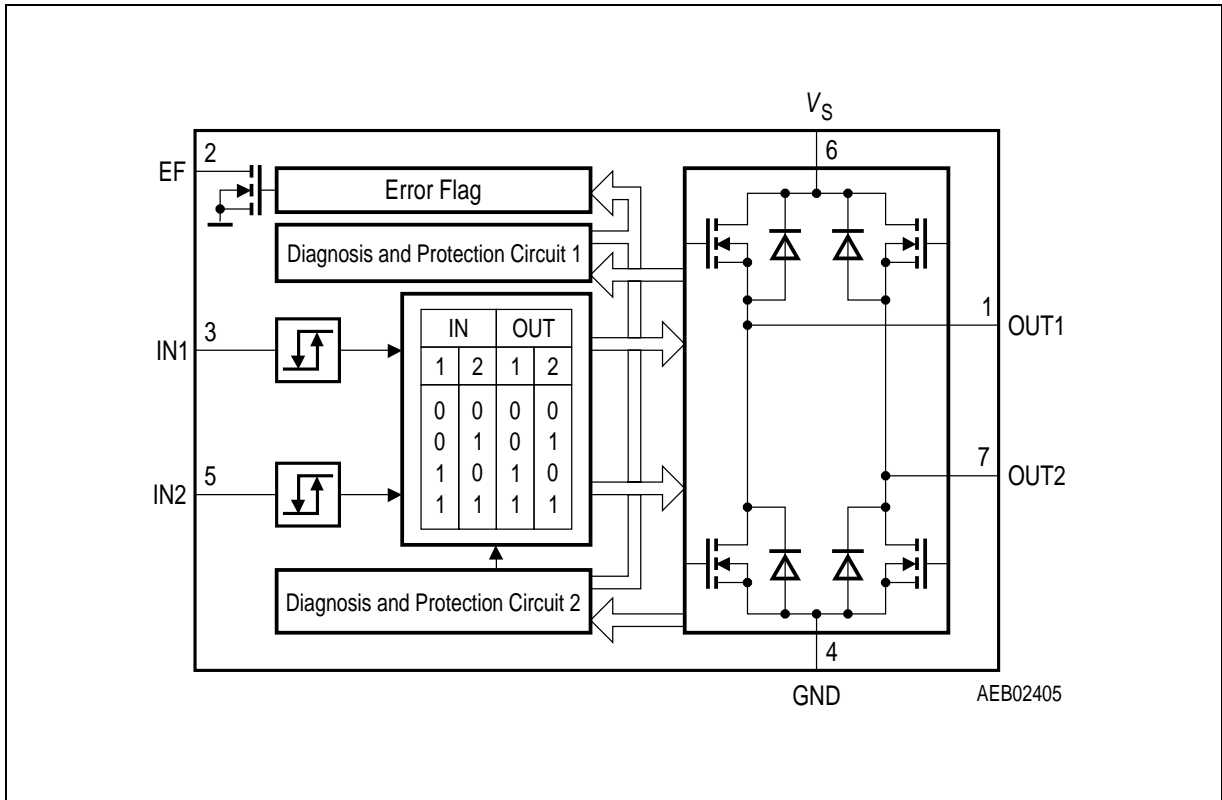 VS
6
2
EF
Error Flag
Diagnosis and Protection Circuit 1
1
OUT1
3
IN1
IN OUT
1 2 1 2
0 0 0 0
0 1 0 1
1 0 1 0
1 1 1 1
5
IN2
7
OUT2
Diagnosis and Protection Circuit 2
4
GND
AEB02405